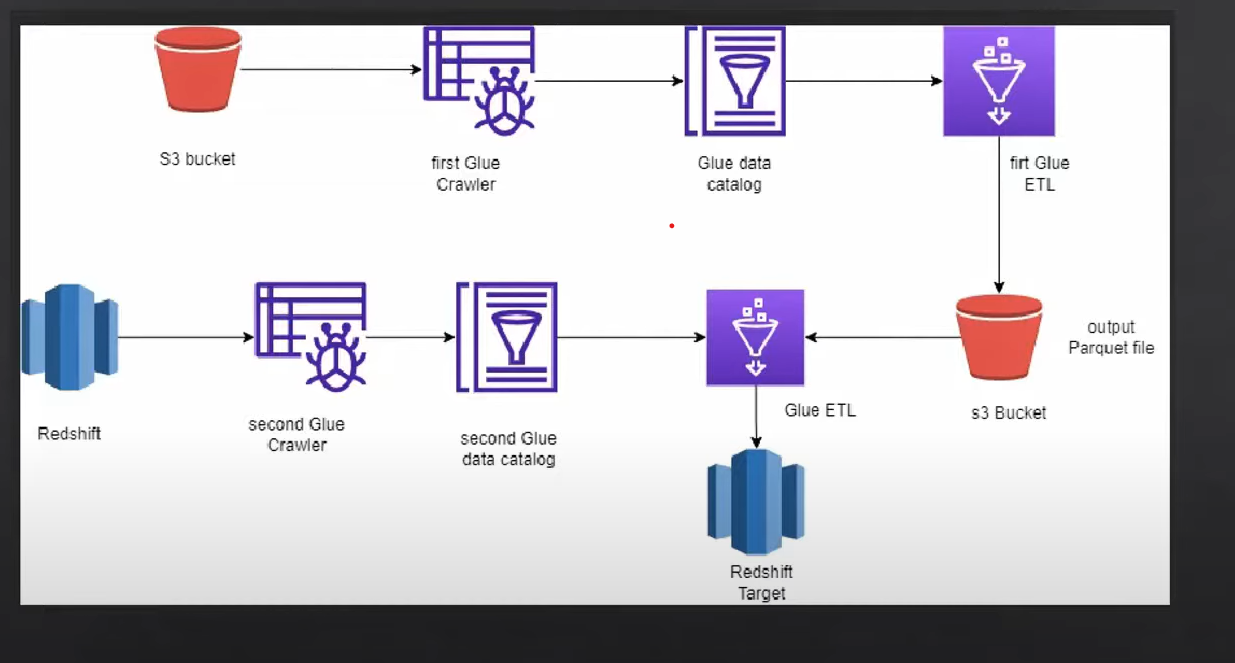 S3 bucket
first Glue
Crawler
Glue data
catalog
firt Glue
ETL
output
Parquet file
s3 Bucket
Glue ETL
Redshift
second Glue
Crawler
second Glue
data catalog
Redshift
Target